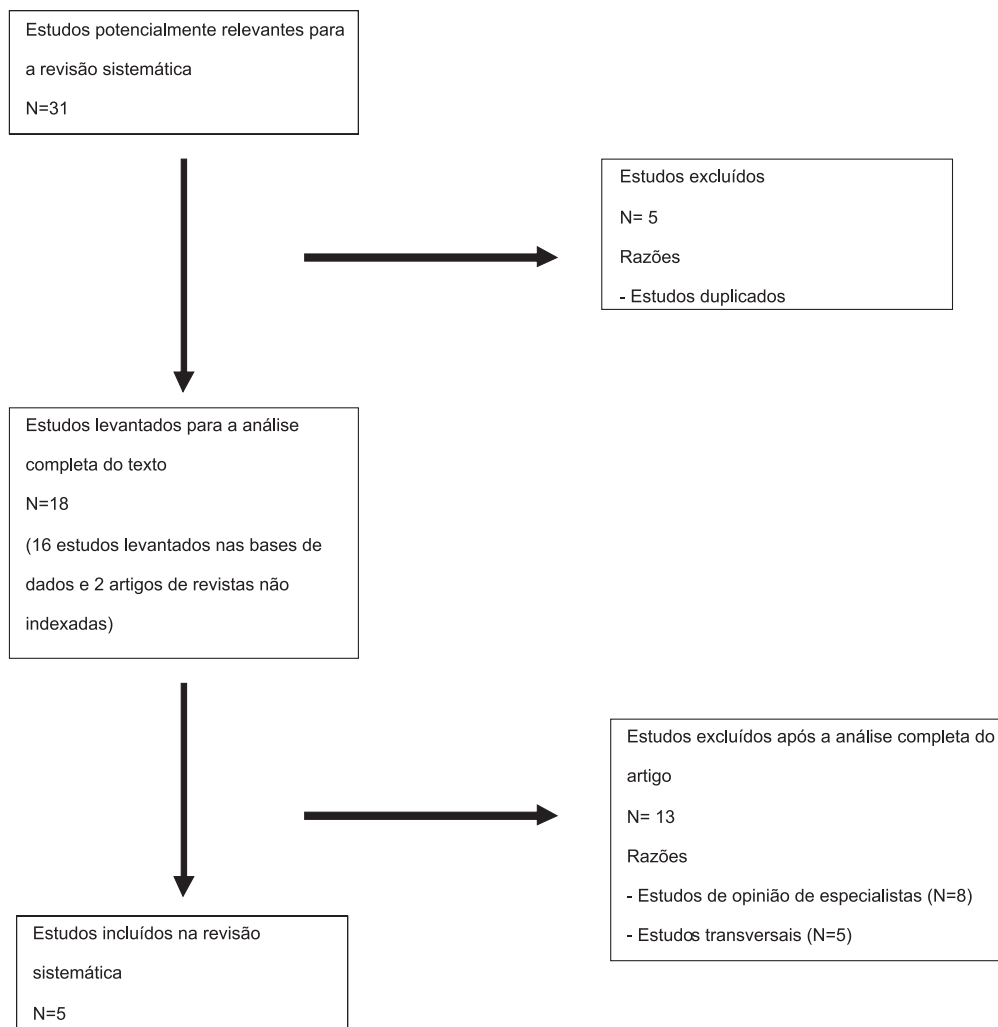 Estudos potencialmente relevantes para
a revisão sistemática
N=31
Estudos excluídos
N= 5
Razões
- Estudos duplicados
Estudos levantados para a análise
completa do texto
N=18
(16 estudos levantados nas bases de
dados e 2 artigos de revistas não
indexadas)
Estudos excluídos após a análise completa do
artigo
N= 13
Razões
- Estudos de opinião de especialistas (N=8)
- Estudos transversais (N=5)
Estudos incluídos na revisão
sistemática
N=5